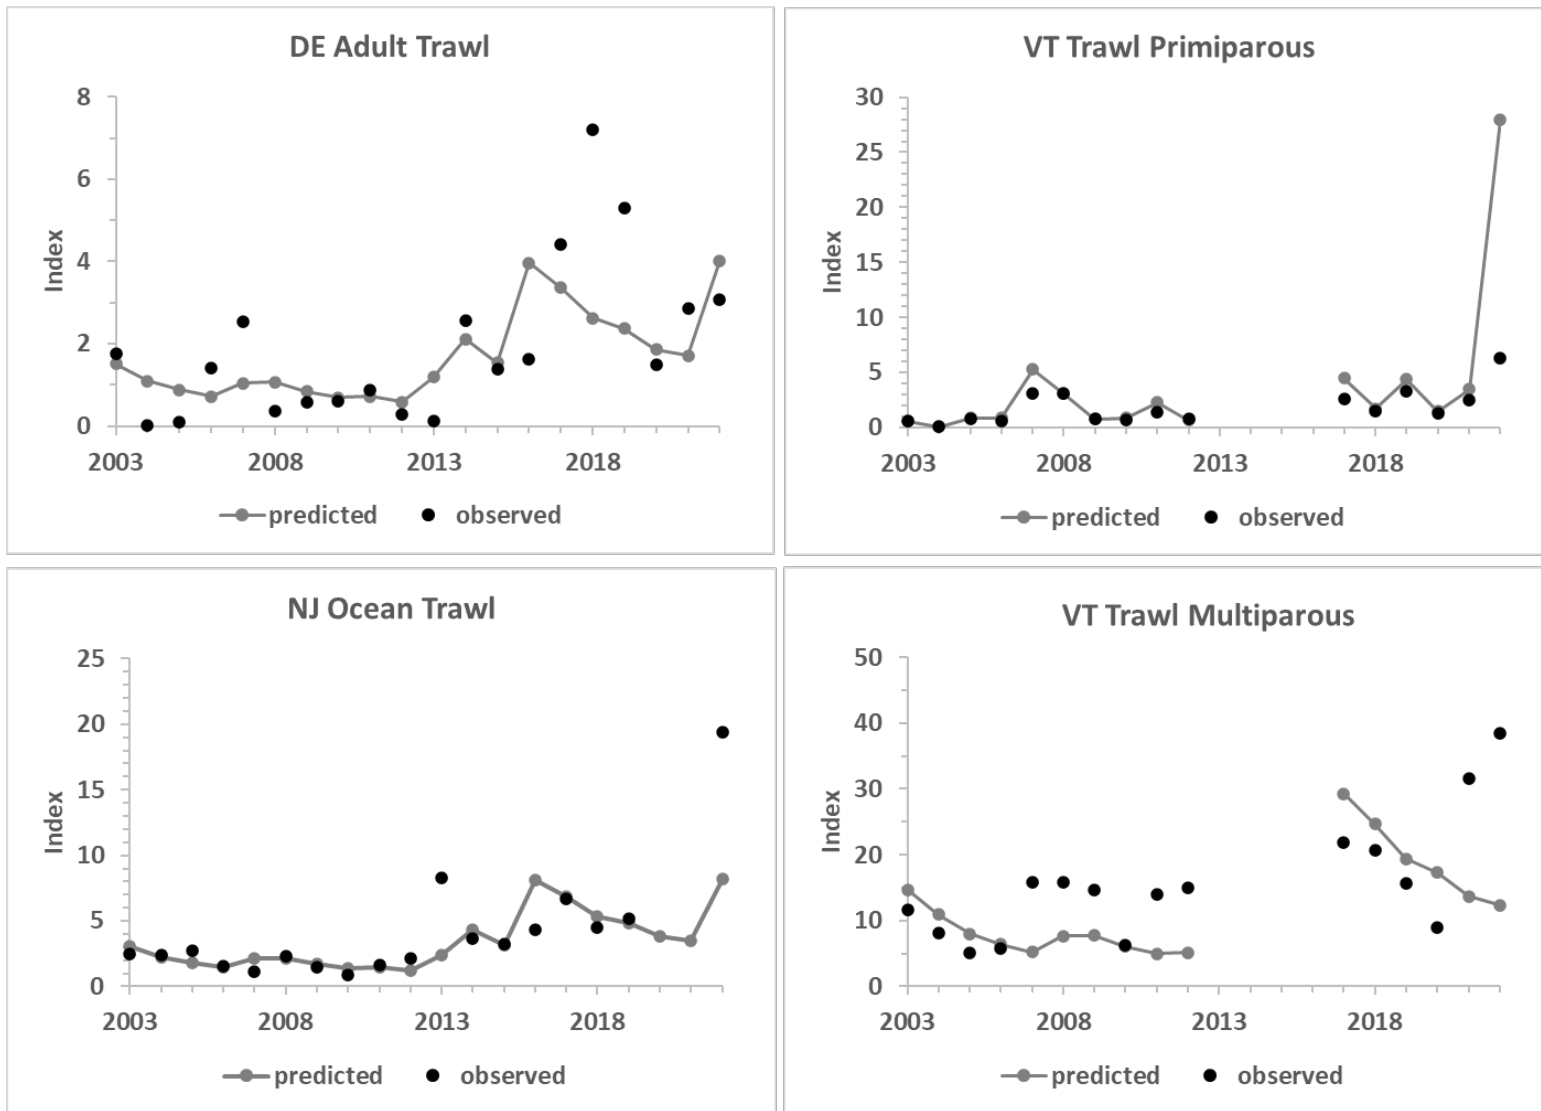 DE Adult Trawl
8
6
4
2
0
Index
2003 2008 2013 2018
predicted observed
VT Trawl Primiparous
30
25
20
15
10
5
0
Index
2003 2008 2013 2018
predicted observed
NJ Ocean Trawl
25
20
15
10
5
0
Index
2003 2008 2013 2018
predicted observed
VT Trawl Multiparous
50
40
30
20
10
0
Index
2003 2008 2013 2018
predicted observed